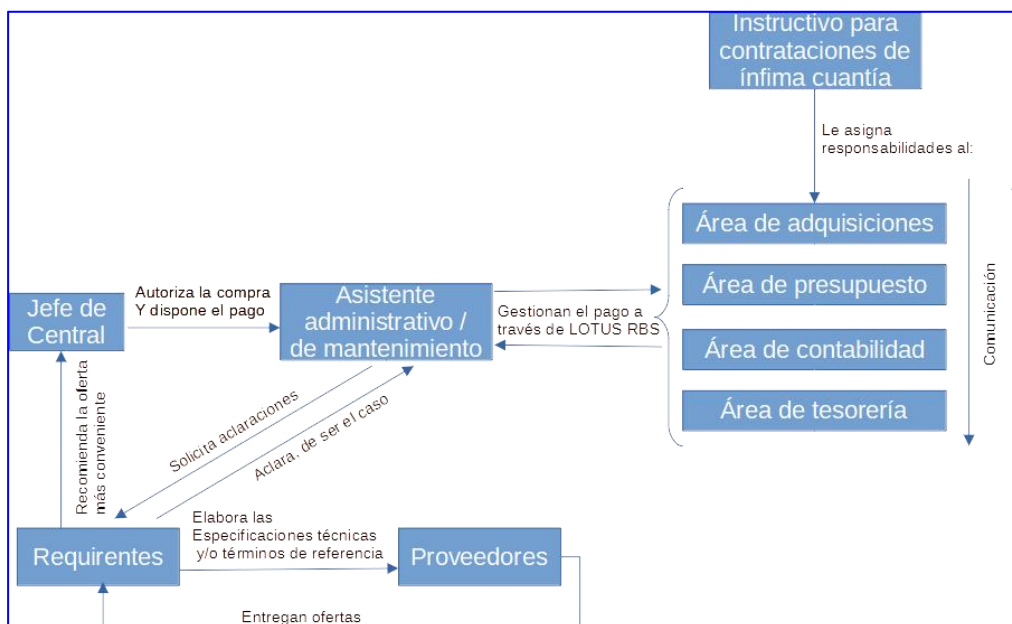 Instructivo para
contrataciones de
ínfima cuantía
Le asigna
responsabilidades al:
Área de adquisiciones
Área de presupuesto
Área de contabilidad
Área de tesorería
Comunicación
Jefe de
Central
Autoriza la compra
Y dispone el pago
Asistente
administrativo /
de mantenimiento
Gestionan el pago a
través de LOTUS RBS
Recomienda la oferta
más conveniente
Solicita aclaraciones
Aclara, de ser el caso
Requirentes
Elabora las
Especificaciones técnicas
y/o términos de referencia
Proveedores
Entregan ofertas